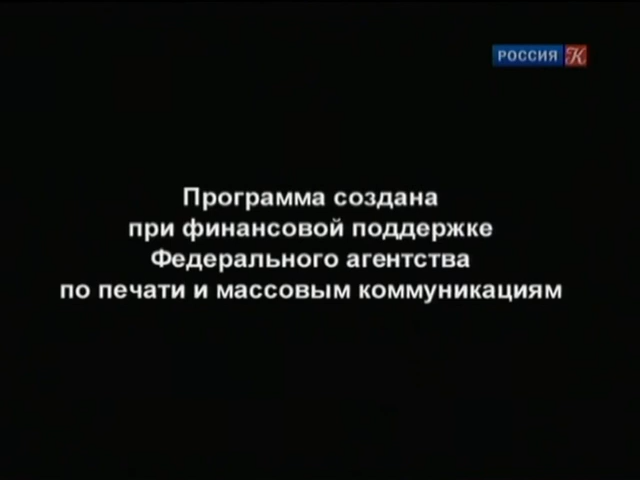 РОССИЯ К
Программа создана
при финансовой поддержке
Федерального агентства
по печати и массовым коммуникациям